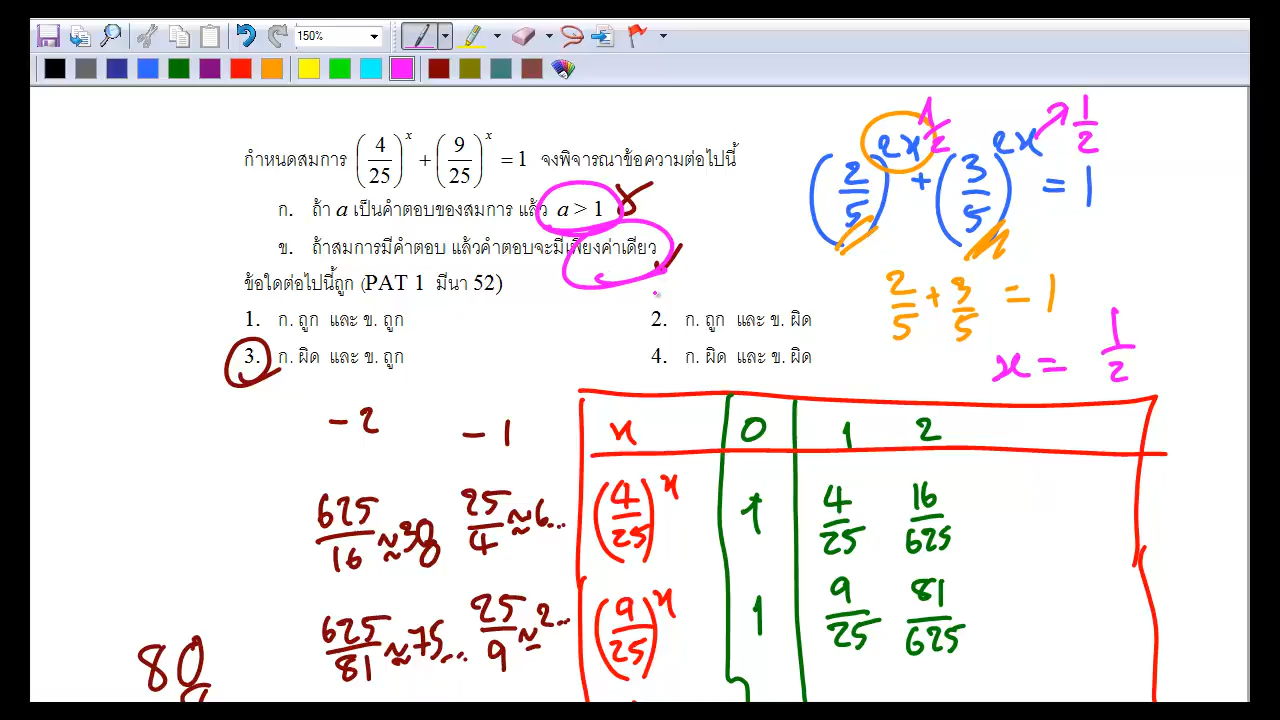 150%
กำหนดสมการ (4/25)^x + (9/25)^x = 1 จงพิจารณาข้อความต่อไปนี้
ก. ถ้า a เป็นคำตอบของสมการ แล้ว a > 1
ข. ถ้าสมการมีคำตอบ แล้วคำตอบจะมีเพียงค่าเดียว
ข้อใดต่อไปนี้ถูก (PAT 1 มีนา 52)
1. ก. ถูก และ ข. ถูก
2. ก. ถูก และ ข. ผิด
3. ก. ผิด และ ข. ถูก
4. ก. ผิด และ ข. ผิด
(2/5)^2x + (3/5)^2x = 1
1/2
1/2
2/5 + 3/5 = 1
x = 1/2
-2 -1 x 0 1 2
625/16 ≈ 38 25/4 ≈ 6... (4/25)^x 1 4/25 16/625
625/81 ≈ 75... 25/9 ≈ 2... (9/25)^x 1 9/25 81/625
80